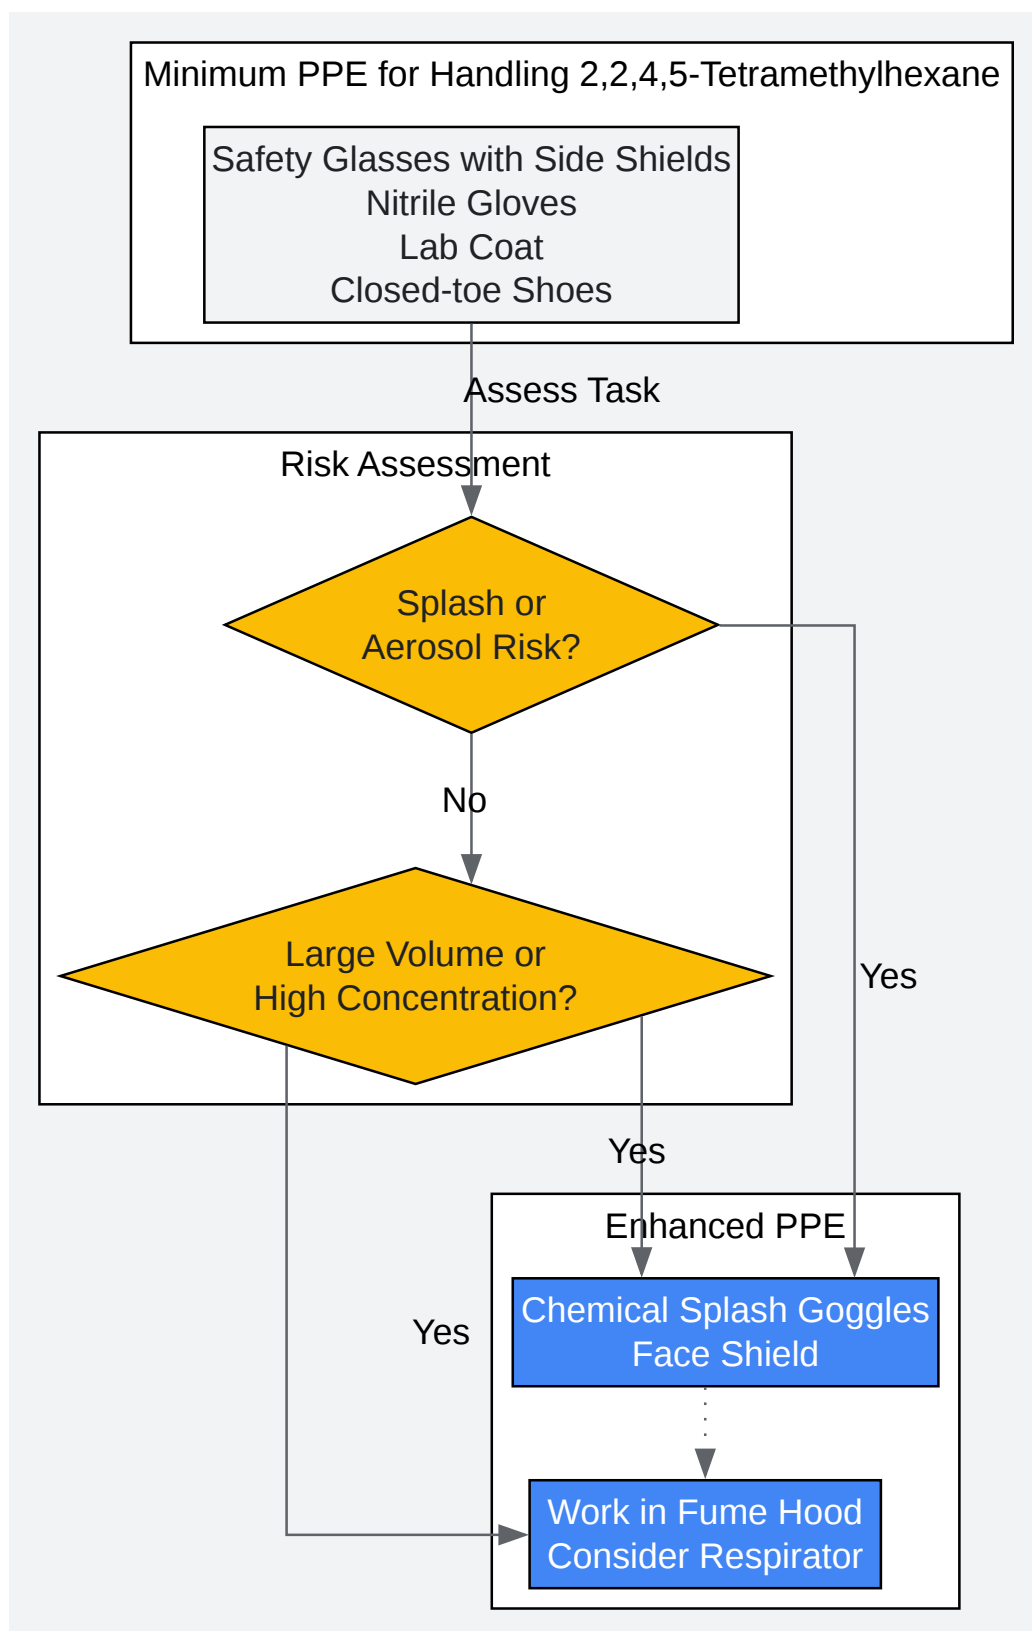 Minimum PPE for Handling 2,2,4,5-Tetramethylhexane
Safety Glasses with Side Shields
Nitrile Gloves
Lab Coat
Closed-toe Shoes
Assess Task
Risk Assessment
Splash or
Aerosol Risk?
No
Large Volume or
High Concentration?
Yes
Yes
Enhanced PPE
Chemical Splash Goggles
Face Shield
Yes
Work in Fume Hood
Consider Respirator